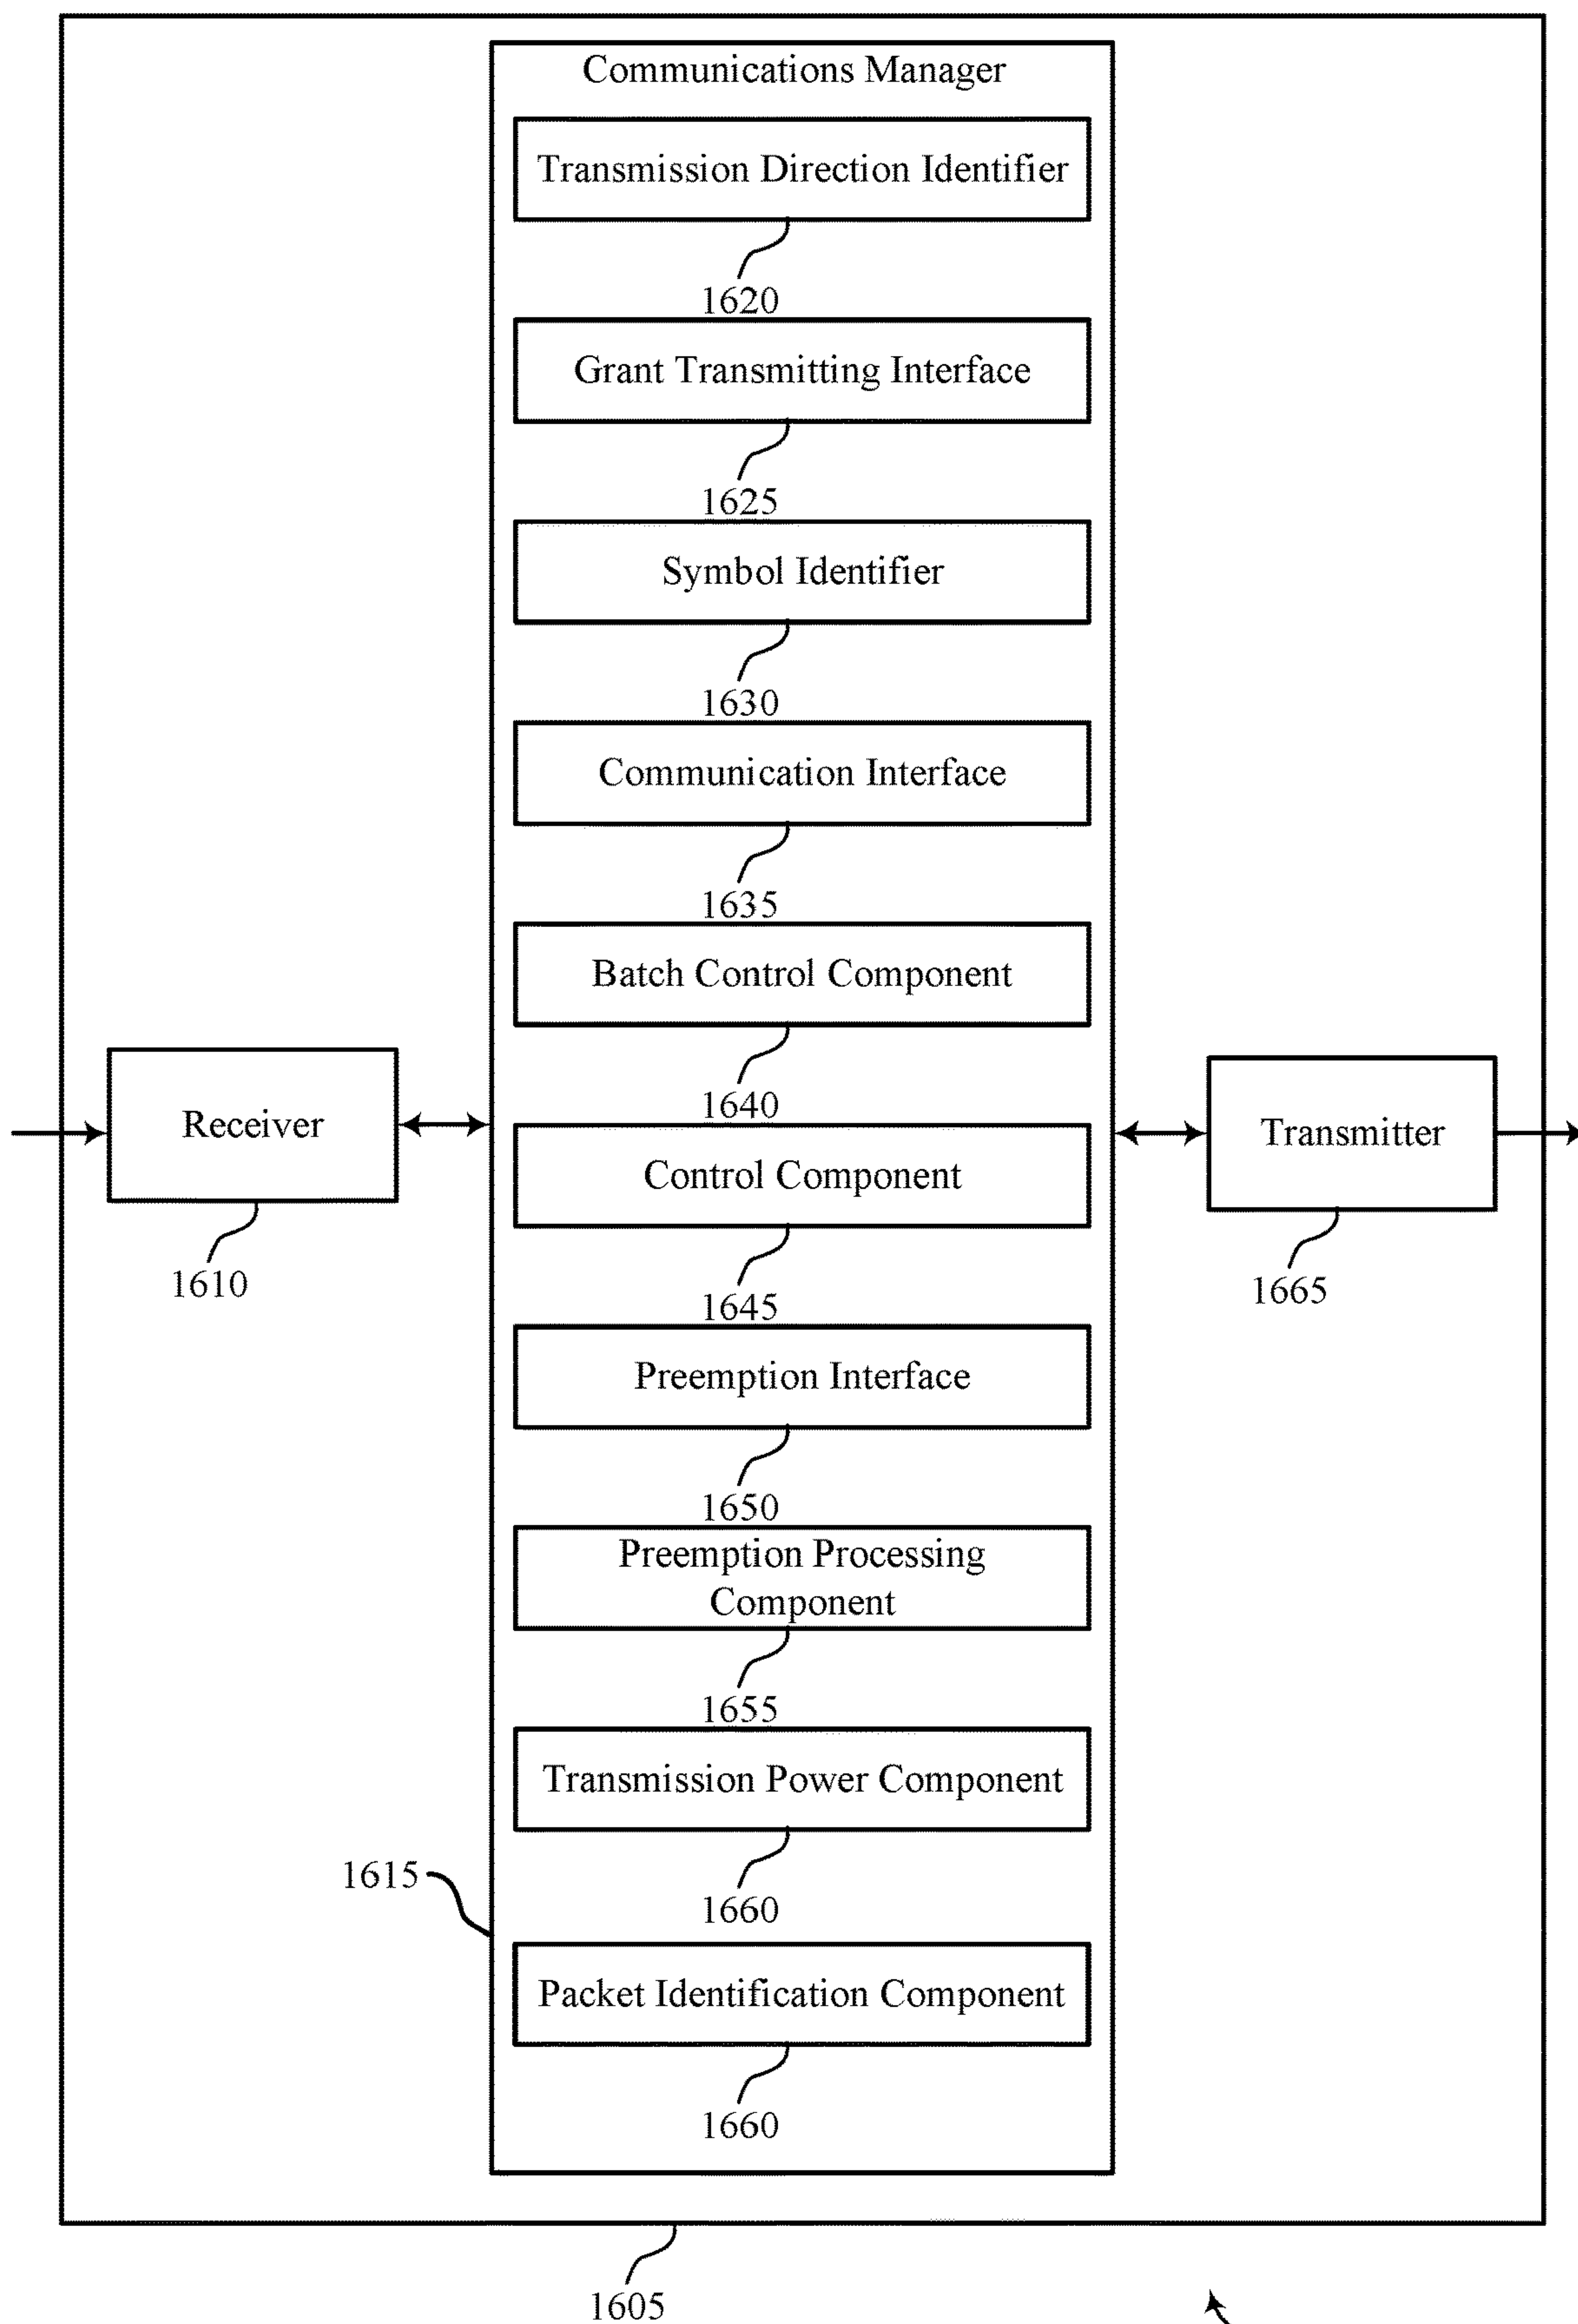 Communications Manager
Transmission Direction Identifier
1620
Grant Transmitting Interface
1625
Symbol Identifier
1630
Communication Interface
1635
Batch Control Component
1640
Receiver
1610
Control Component
1645
Transmitter
1665
Preemption Interface
1650
Preemption Processing
Component
1655
Transmission Power Component
1660
1615
Packet Identification Component
1660
1605